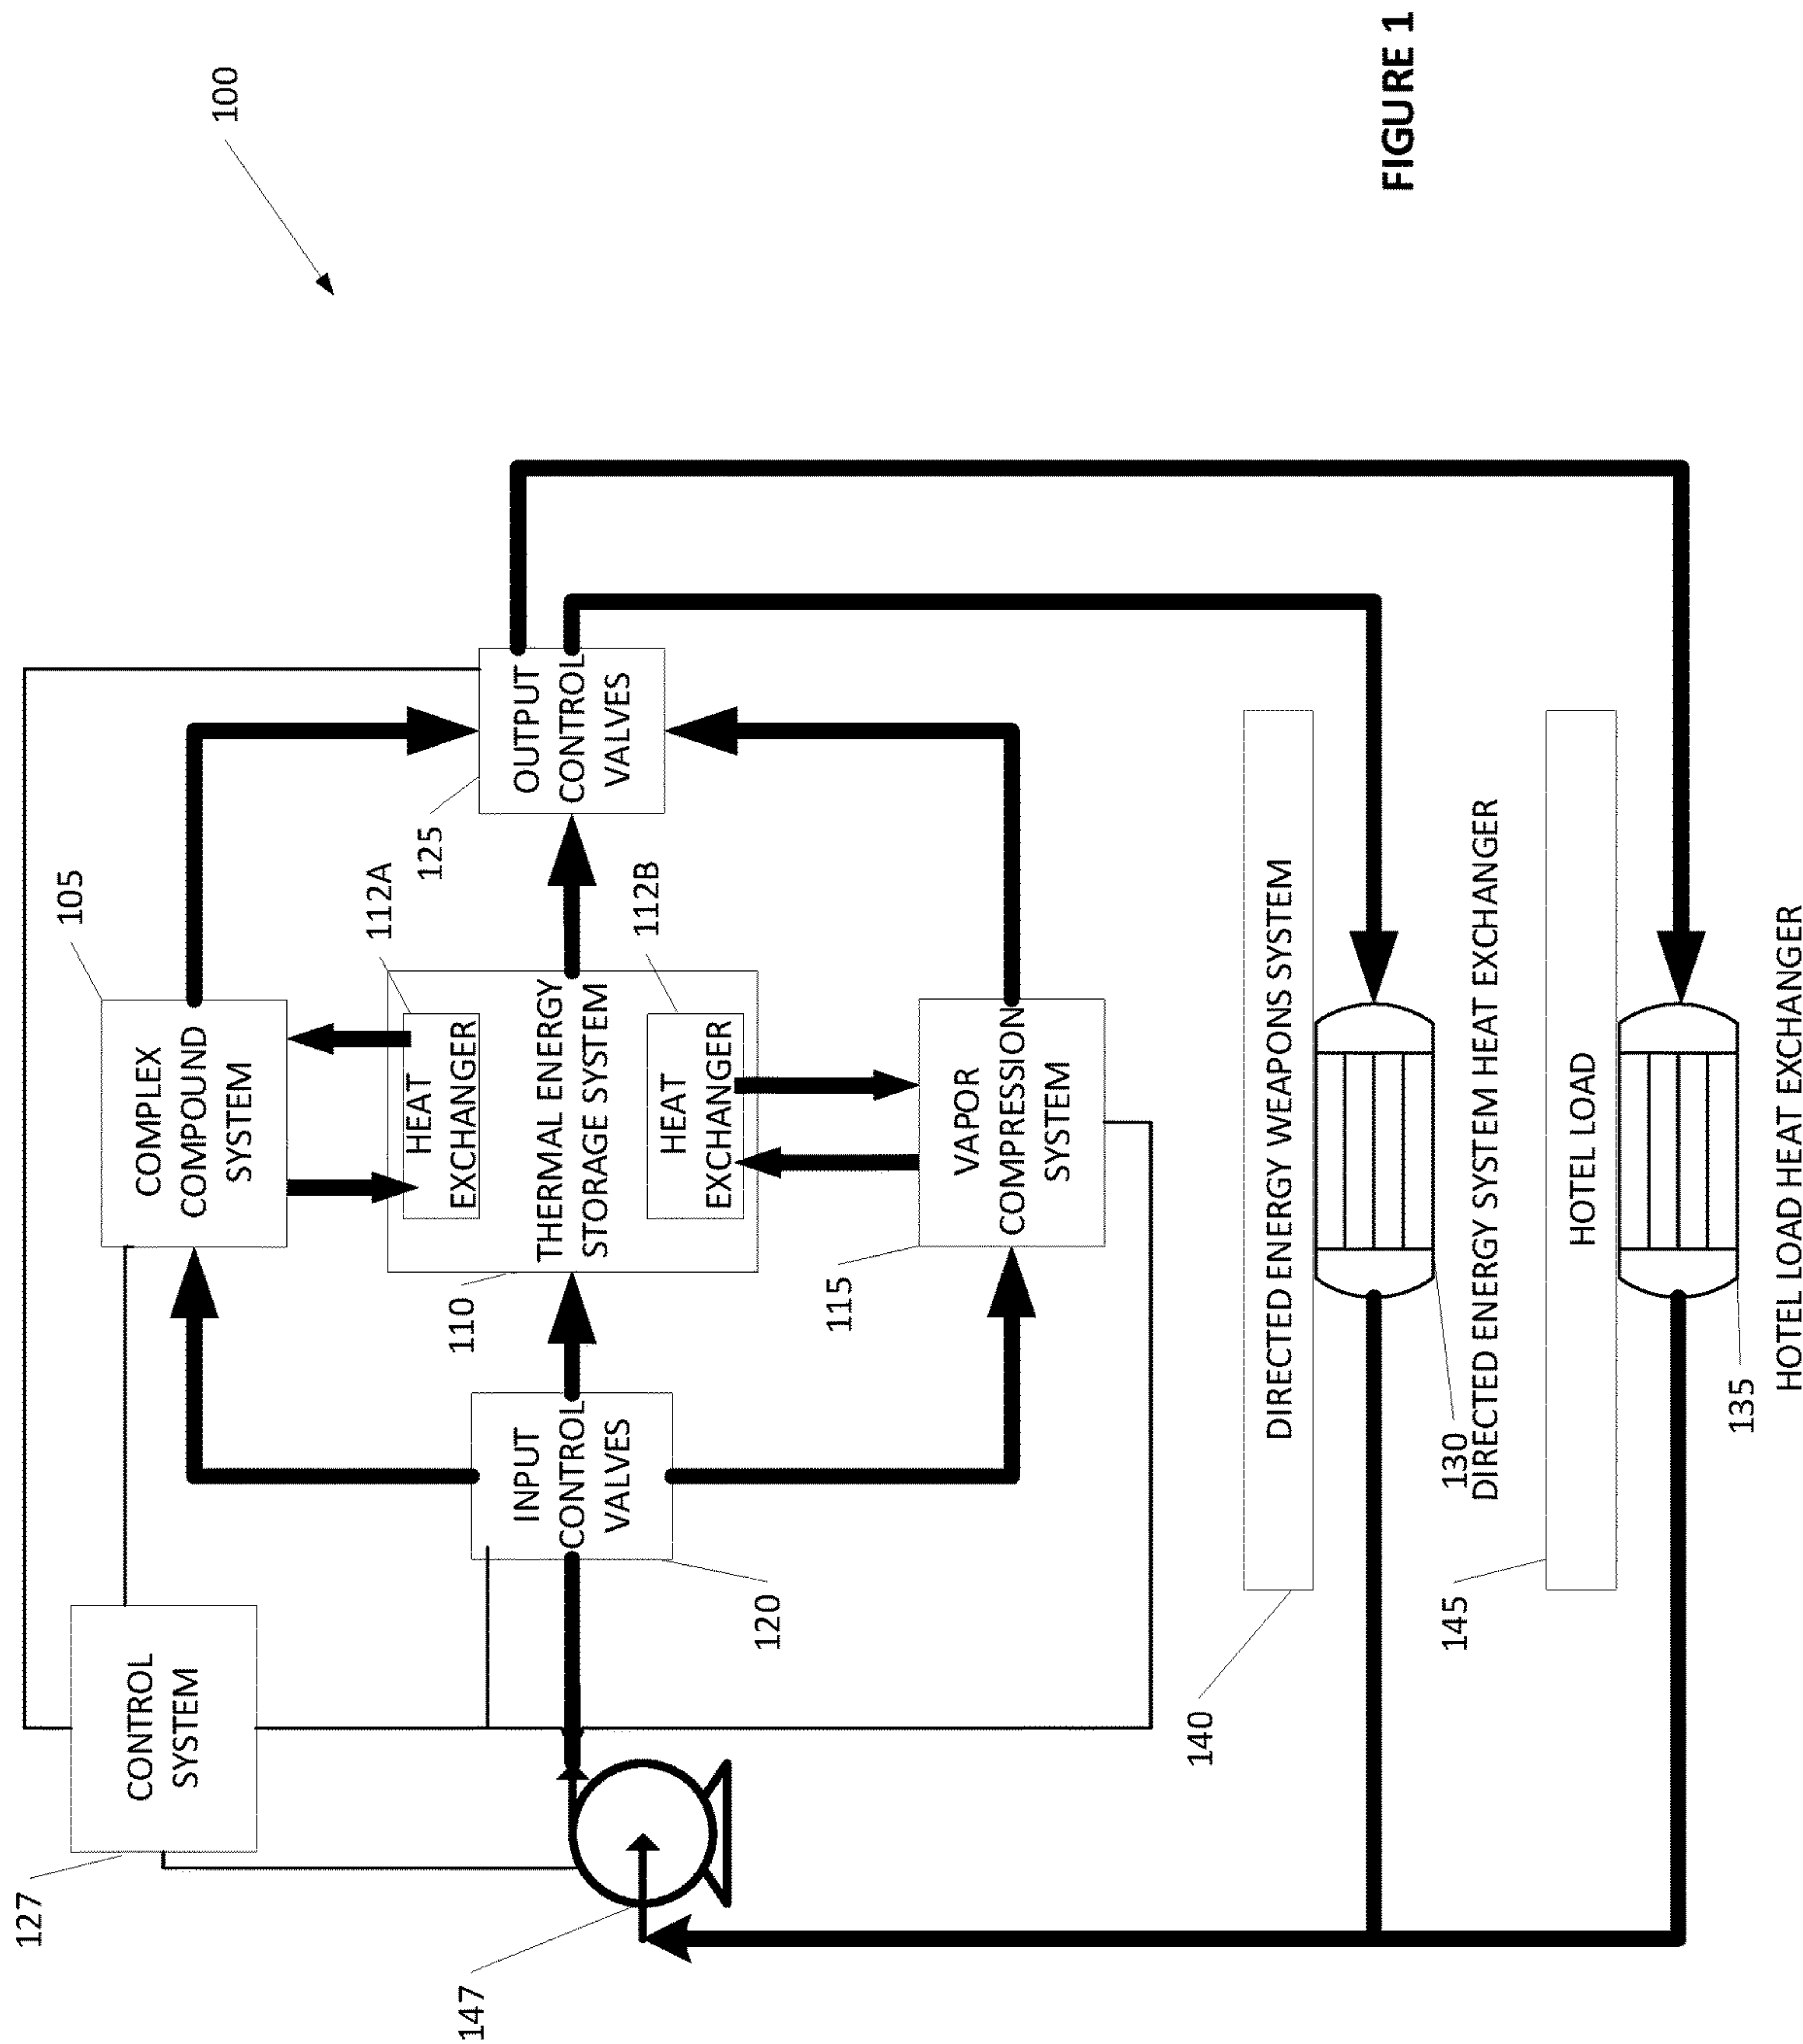 100
127
CONTROL
SYSTEM
105
COMPLEX
COMPOUND
SYSTEM
112A
HEAT
EXCHANGER
110
THERMAL ENERGY
STORAGE SYSTEM
112B
HEAT
EXCHANGER
120
INPUT
CONTROL
VALVES
125
OUTPUT
CONTROL
VALVES
115
VAPOR
COMPRESSION
SYSTEM
147
140
DIRECTED ENERGY WEAPONS SYSTEM
130
DIRECTED ENERGY SYSTEM HEAT EXCHANGER
145
HOTEL LOAD
135
HOTEL LOAD HEAT EXCHANGER
FIGURE 1